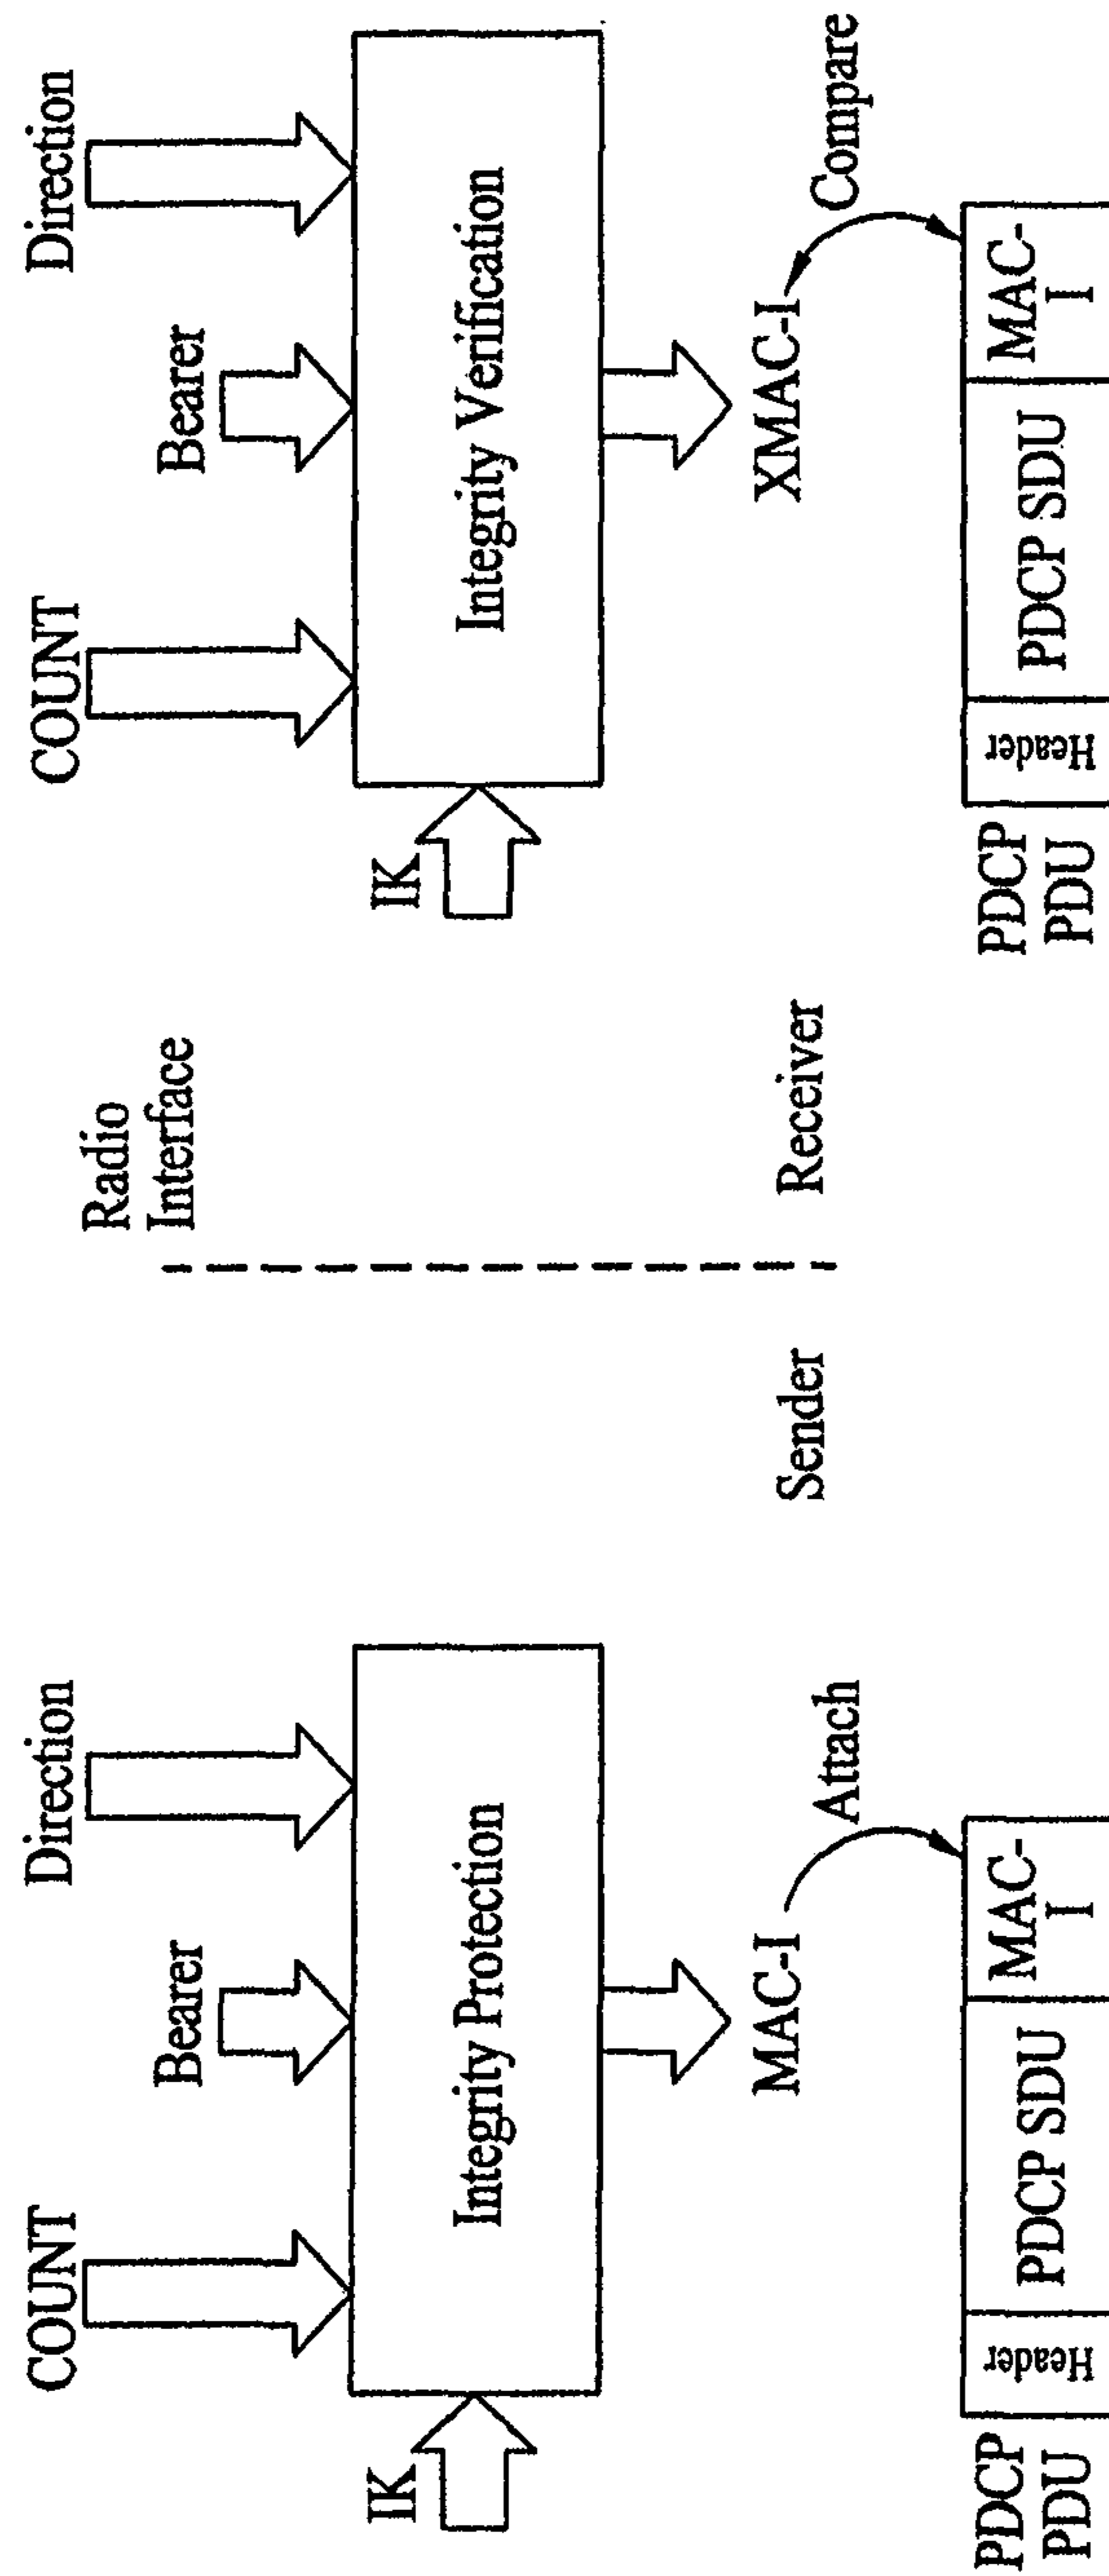 COUNT
Bearer
Direction
IK
Integrity Protection
MAC-I
Attach
PDCP
PDU
Header
PDCP SDU
MAC-
I
Sender
Radio
Interface
Receiver
COUNT
Bearer
Direction
IK
Integrity Verification
XMAC-I
Compare
PDCP
PDU
Header
PDCP SDU
MAC-
I